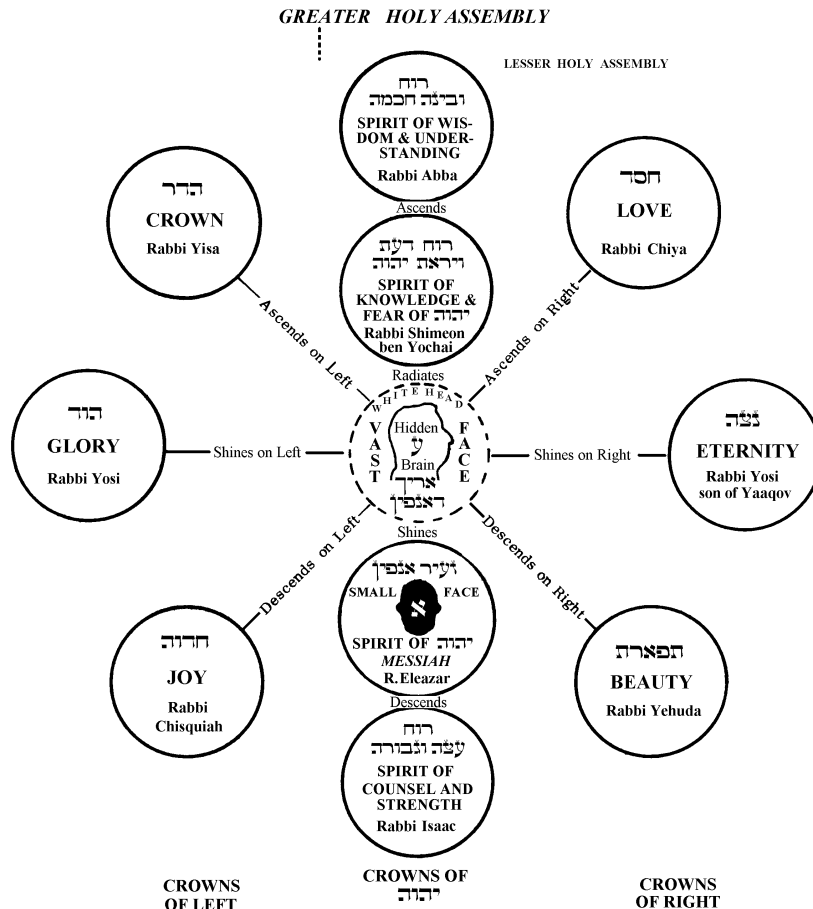 GREATER HOLY ASSEMBLY
LESSER HOLY ASSEMBLY
רוח
ובינה חכמה
SPIRIT OF WIS-
DOM & UNDER-
STANDING
Rabbi Abba
Ascends
הדר
CROWN
Rabbi Yisa
Ascends on Left
חסד
LOVE
Rabbi Chiya
Ascends on Right
רוח דעת
ויראת יהוה
SPIRIT OF
KNOWLEDGE &
FEAR OF יהוה
Rabbi Shimeon
ben Yochai
Radiates
הוד
GLORY
Rabbi Yosi
Shines on Left
WHITE HEAD
VAST
FACE
Hidden
ע
Brain
אריך
דאנפין
Shines on Right
נצה
ETERNITY
Rabbi Yosi
son of Yaaqov
Shines
Descends on Left
חדוה
JOY
Rabbi
Chisquiah
זעיר אנפין
SMALL FACE
א
SPIRIT OF יהוה
MESSIAH
R.Eleazar
Descends
Descends on Right
תפארת
BEAUTY
Rabbi Yehuda
רוח
עצה וגבורה
SPIRIT OF
COUNSEL AND
STRENGTH
Rabbi Isaac
CROWNS
OF LEFT
CROWNS OF
יהוה
CROWNS
OF RIGHT